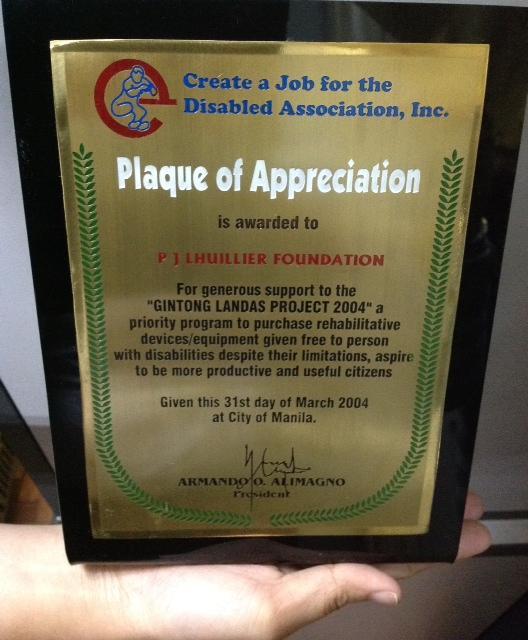 Create a Job for the
Disabled Association, Inc.
Plaque of Appreciation
is awarded to
P J LHUILLIER FOUNDATION
For generous support to the
"GINTONG LANDAS PROJECT 2004" a
priority program to purchase rehabilitative
devices/equipment given free to person
with disabilities despite their limitations, aspire
to be more productive and useful citizens
Given this 31st day of March 2004
at City of Manila.
ARMANDO O. ALIMAGNO
President